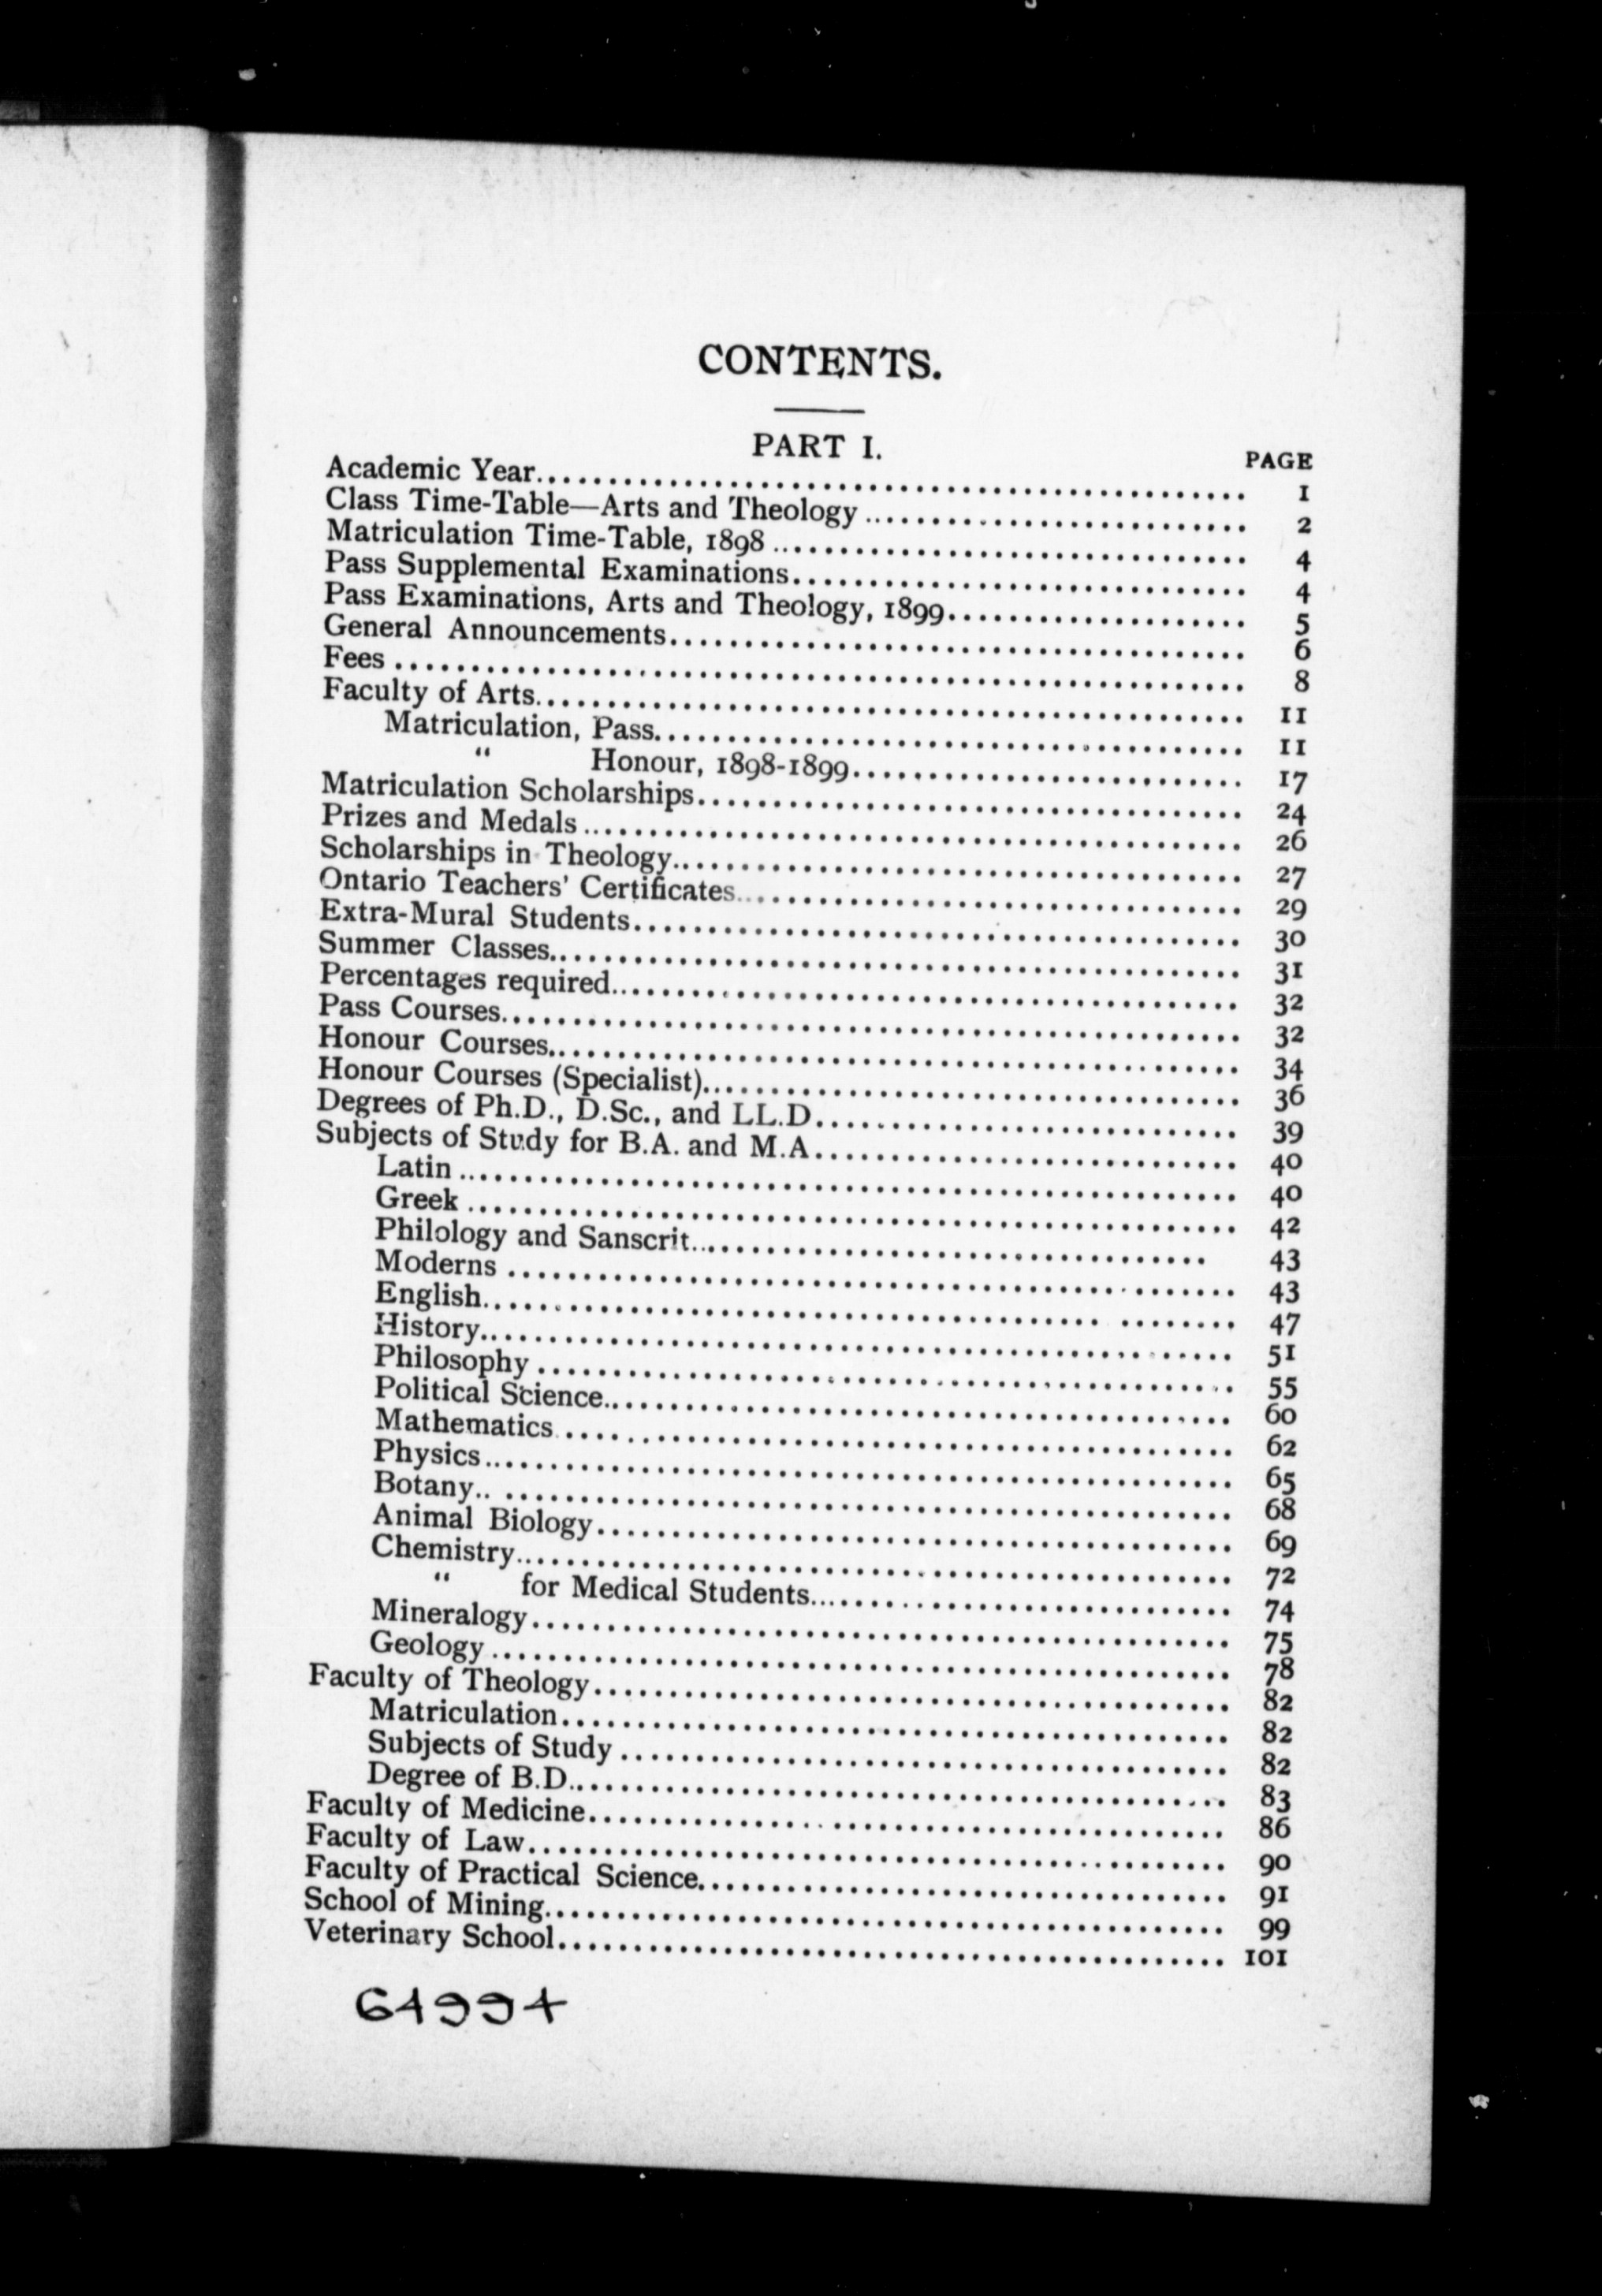 CONTENTS.
PART I.
PAGE
Academic Year 1
Class Time-Table—Arts and Theology 2
Matriculation Time-Table, 1898 4
Pass Supplemental Examinations 4
Pass Examinations, Arts and Theology, 1899 5
General Announcements 6
Fees 8
Faculty of Arts 11
Matriculation, Pass 11
" Honour, 1898-1899 17
Matriculation Scholarships 24
Prizes and Medals 26
Scholarships in Theology 27
Ontario Teachers' Certificates 29
Extra-Mural Students 30
Summer Classes 31
Percentages required 32
Pass Courses 32
Honour Courses 34
Honour Courses (Specialist) 36
Degrees of Ph.D., D.Sc., and LL.D. 39
Subjects of Study for B.A. and M.A. 40
Latin 40
Greek 42
Philology and Sanscrit 43
Moderns 43
English 47
History 51
Philosophy 55
Political Science 60
Mathematics 62
Physics 65
Botany 68
Animal Biology 69
Chemistry 72
" for Medical Students 74
Mineralogy 75
Geology 78
Faculty of Theology 82
Matriculation 82
Subjects of Study 82
Degree of B.D. 83
Faculty of Medicine 86
Faculty of Law 90
Faculty of Practical Science 91
School of Mining 99
Veterinary School 101
64994